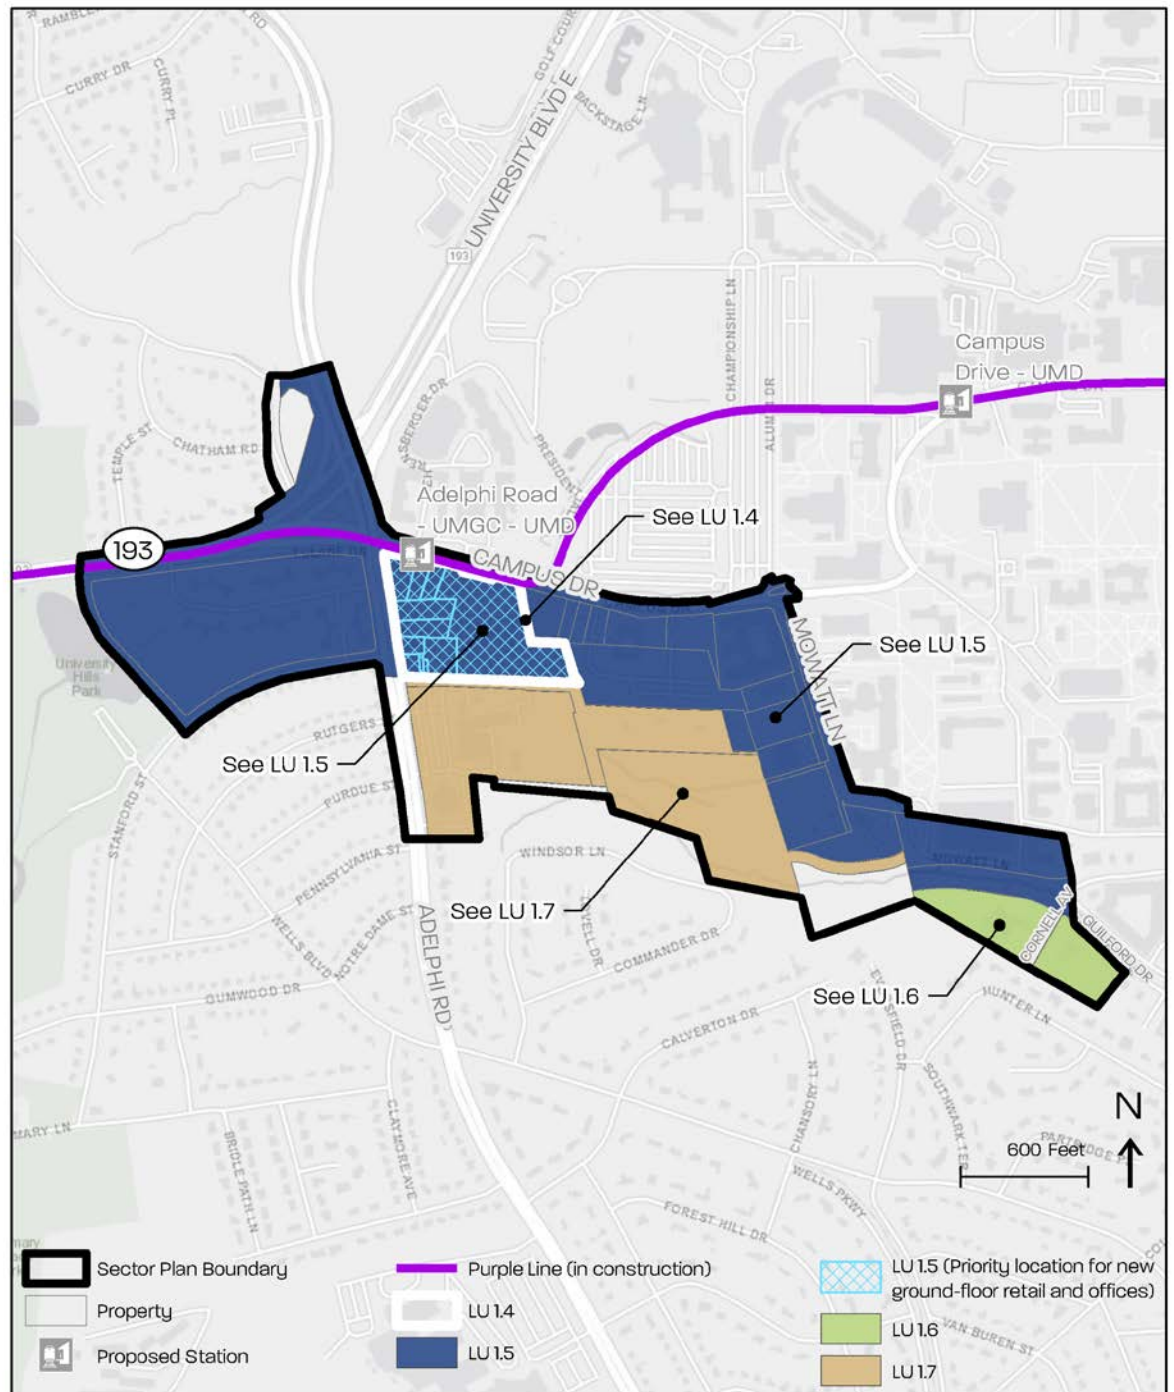 RD
CURRY DR
CURRY PL
GOLF COUR
BACKSTAGE LN
UNIVERSITY BLVD E
193
CHAMPIONSHIP LN
Campus
Drive - UMD
ALUMNI DR
TEMPLE ST
CHATHAM RD
PRESIDENT
Adelphi Road
- UMGC - UMD
See LU 1.4
193
CAMPUS DR
MOWATT LN
See LU 1.5
University
Hills
Park
RUTGERS
See LU 1.5
PURDUE ST
STANFORD ST
PENNSYLVANIA ST
WINDSOR LN
MOWATT LN
See LU 1.7
WELLS BLVD
NOTRE DAME ST
ADELPHI RD
LOVELL DR
COMMANDER DR
CORNELL AV
GUILFORD DR
GUMWOOD DR
See LU 1.6
HUNTER LN
CALVERTON DR
CHANSORY LN
SOUTHWARK TER
N
MARY LN
BRIDLE PATH LN
CLAYMORE AVE
600 Feet
WELLS PKWY
FOREST HILL DR
Sector Plan Boundary
Property
Proposed Station
Purple Line (in construction)
LU 1.4
LU 1.5
LU 1.5 (Priority location for new
ground-floor retail and offices)
LU 1.6
VAN BUREN ST
LU 1.7